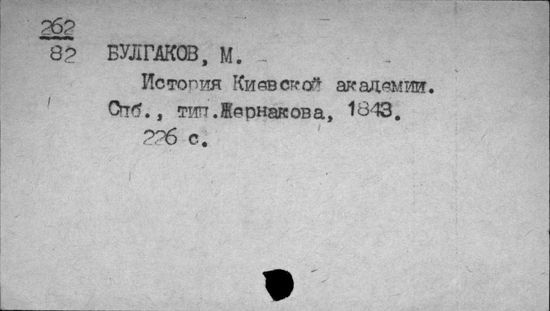 262
82 БУЛГАКОВ, М.
История Киевской академии.
Спб., тип.Жернакова, 1843.
226 с.